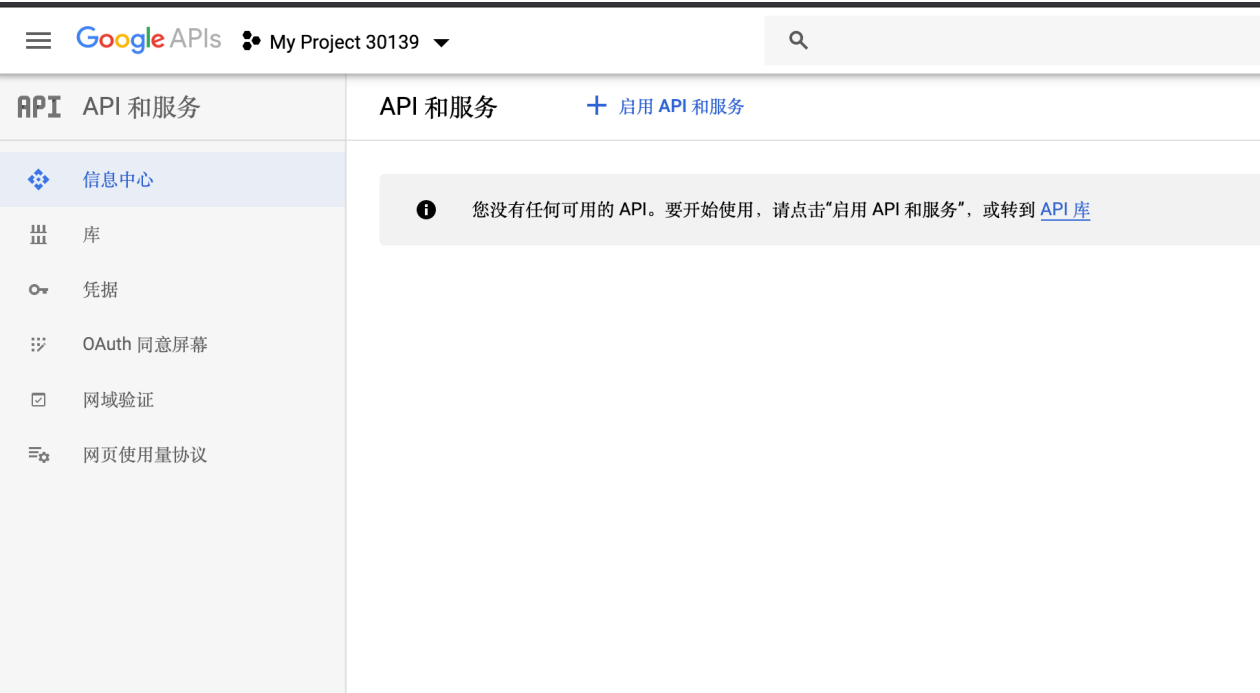 Google APIs My Project 30139
API API 和服务
API 和服务 启用 API 和服务
信息中心
您没有任何可用的 API。要开始使用，请点击“启用 API 和服务”，或转到 API 库
库
凭据
OAuth 同意屏幕
网域验证
网页使用量协议